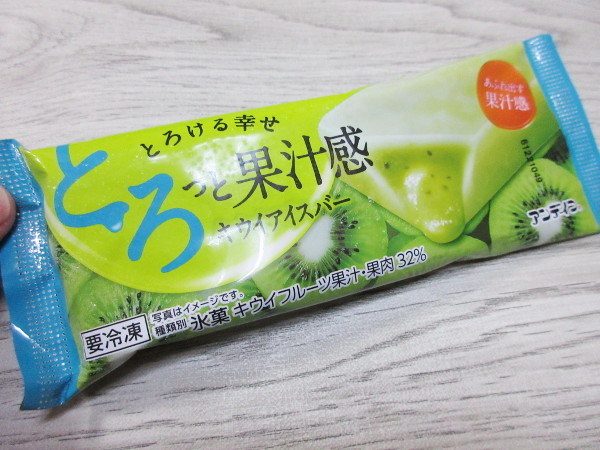 とろける幸せ
とろっと果汁感
キウイアイスバー
あふれ出す
果汁感
61221049
アンディコ
要冷凍
写真はイメージです。
種類別 氷菓 キウイフルーツ果汁・果肉 32%